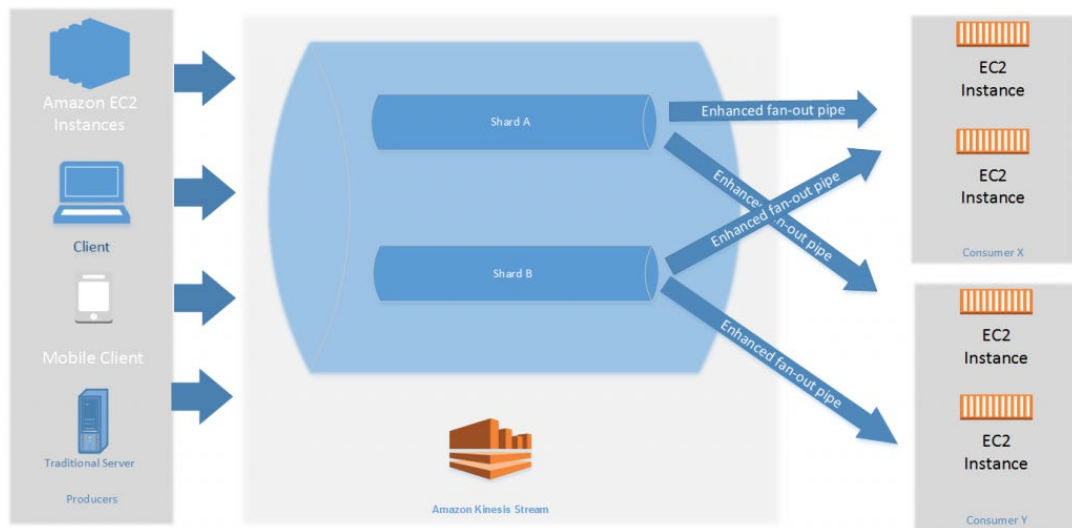 Amazon EC2
Instances
Client
Mobile Client
Traditional Server
Producers
Shard A
Shard B
Amazon Kinesis Stream
Enhanced fan-out pipe
Enhanced fan-out pipe
Enhanced fan-out pipe
Enhanced fan-out pipe
EC2
Instance
EC2
Instance
Consumer X
EC2
Instance
EC2
Instance
Consumer Y